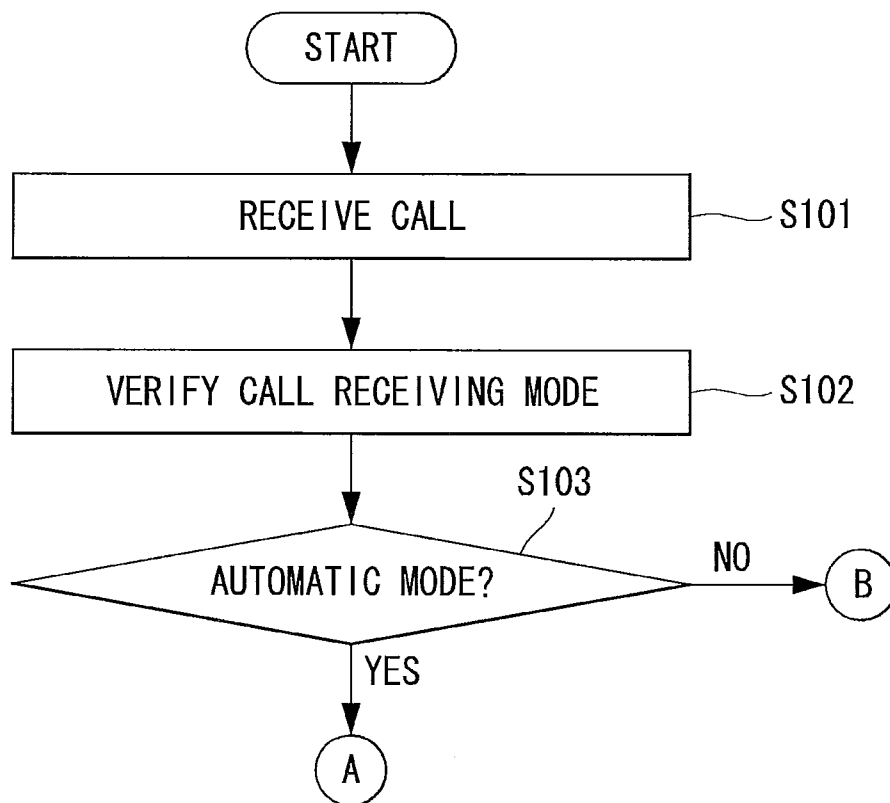 START
RECEIVE CALL
S101
VERIFY CALL RECEIVING MODE
S102
S103
AUTOMATIC MODE?
NO
B
YES
A